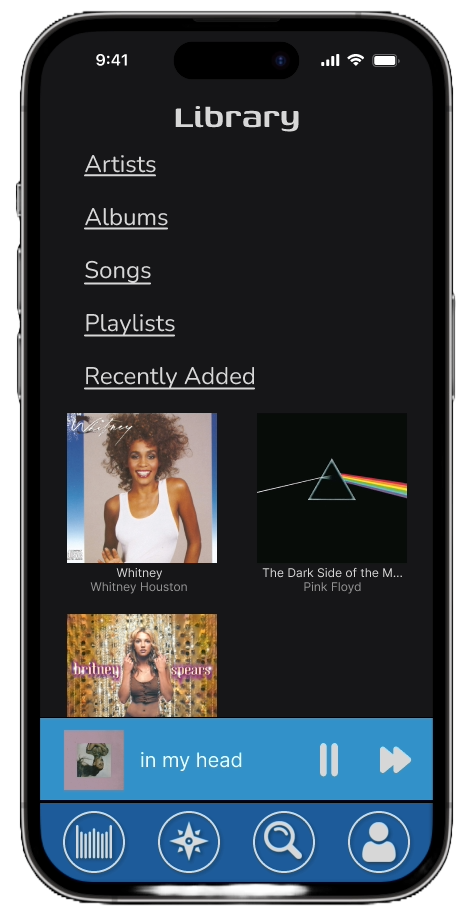 9:41
Library
Artists
Albums
Songs
Playlists
Recently Added
Whitney
Whitney
Whitney Houston
The Dark Side of the M...
Pink Floyd
britney spears
in my head